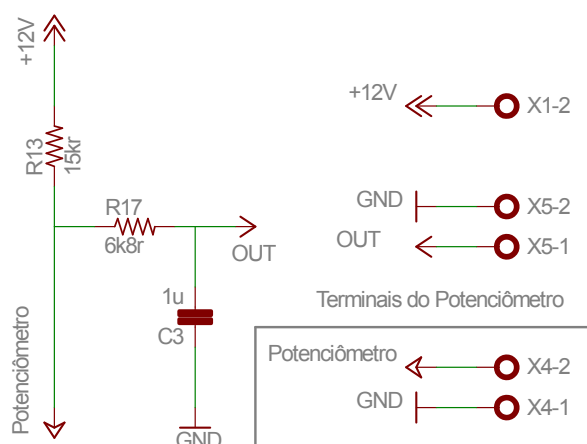 +12V
R13
15kr
R17
6k8r
OUT
1u
C3
GND
Potenciômetro
+12V
X1-2
GND
X5-2
OUT
X5-1
Terminais do Potenciômetro
Potenciômetro
X4-2
GND
X4-1